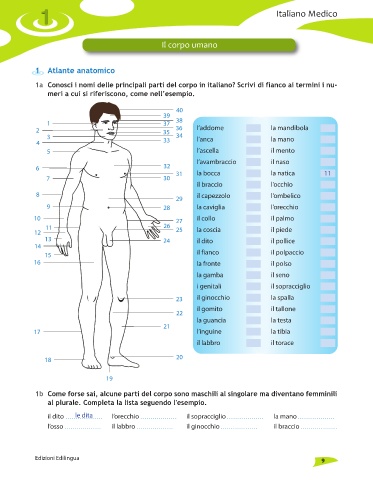 1
Italiano Medico
Il corpo umano
1 Atlante anatomico
1a Conosci i nomi delle principali parti del corpo in italiano? Scrivi di fianco ai termini i nu-
meri a cui si riferiscono, come nell'esempio.
40
39
38
1
37
36
2
35
34
3
33
4
5
32
6
31
7
30
8
29
9
28
10
27
11
26
25
12
13
24
14
15
16
23
22
21
17
20
18
19
l'addome la mandibola
l'anca la mano
l'ascella il mento
l'avambraccio il naso
la bocca la natica 11
il braccio l'occhio
il capezzolo l'ombelico
la caviglia l'orecchio
il collo il palmo
la coscia il piede
il dito il pollice
il fianco il polpaccio
la fronte il polso
la gamba il seno
i genitali il sopracciglio
il ginocchio la spalla
il gomito il tallone
la guancia la testa
l'inguine la tibia
il labbro il torace
1b Come forse sai, alcune parti del corpo sono maschili al singolare ma diventano femminili
al plurale. Completa la lista seguendo l'esempio.
il dito le dita l'orecchio il sopracciglio la mano
l'osso il labbro il ginocchio il braccio
Edizioni Edilingua
9